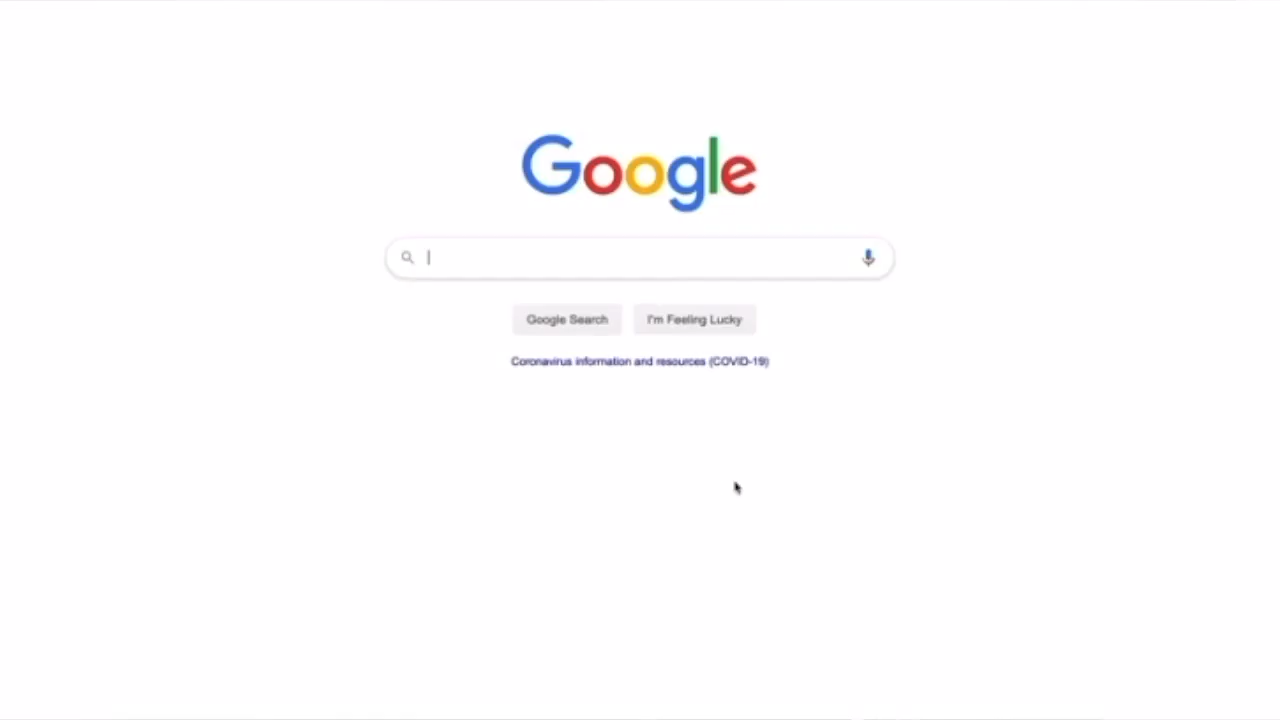 Google
Google Search
I'm Feeling Lucky
Coronavirus information and resources (COVID-19)